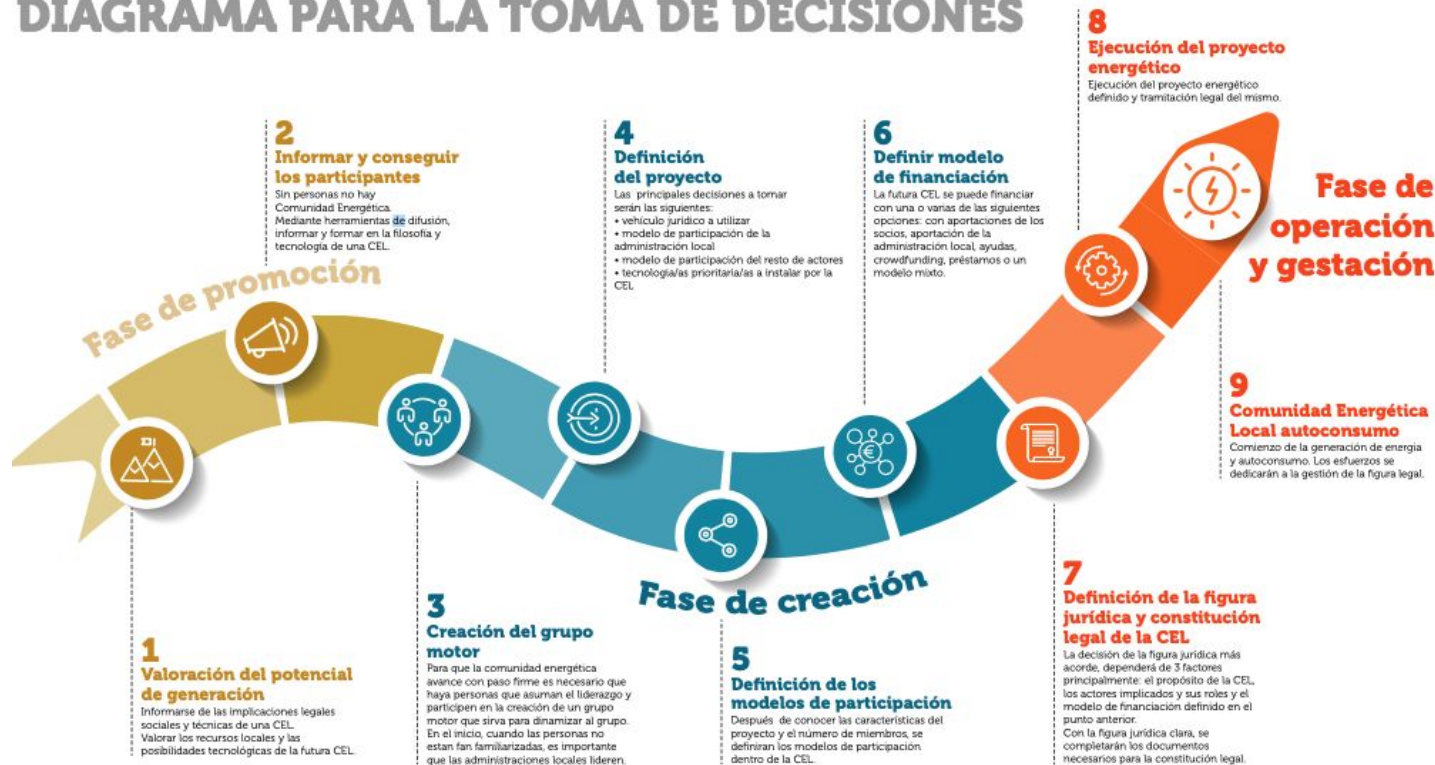 DIAGRAMA PARA LA TOMA DE DECISIONES
8
Ejecución del proyecto
energético
Ejecución del proyecto energético
definido y tramitación legal del mismo.
2
Informar y conseguir
los participantes
Sin personas no hay
Comunidad Energética.
Mediante herramientas de difusión,
informar y formar en la filosofía y
tecnología de una CEL.
4
Definición
del proyecto
Las principales decisiones a tomar
serán las siguientes:
• vehículo jurídico a utilizar
• modelo de participación de la
administración local
• modelo de participación del resto de actores
• tecnología/as prioritaria/as a instalar por la
CEL
6
Definir modelo
de financiación
La futura CEL se puede financiar
con una o varias de las siguientes
opciones: con aportaciones de los
socios, aportación de la
administración local, ayudas,
crowdfunding, préstamos o un
modelo mixto.
Fase de
operación
y gestación
Fase de promoción
9
Comunidad Energética
Local autoconsumo
Comienzo de la generación de energía
y autoconsumo. Los esfuerzos se
dedicarán a la gestión de la figura legal.
Fase de creación
1
Valoración del potencial
de generación
Informarse de las implicaciones legales
sociales y técnicas de una CEL.
Valorar los recursos locales y las
posibilidades tecnológicas de la futura CEL.
3
Creación del grupo
motor
Para que la comunidad energética
avance con paso firme es necesario que
haya personas que asuman el liderazgo y
participen en la creación de un grupo
motor que sirva para dinamizar al grupo.
En el inicio, cuando las personas no
estan fan familiarizadas, es importante
que las administraciones locales lideren.
5
Definición de los
modelos de participación
Después de conocer las características del
proyecto y el número de miembros, se
definiran los modelos de participación
dentro de la CEL.
7
Definición de la figura
jurídica y constitución
legal de la CEL
La decisión de la figura jurídica más
acorde, dependerá de 3 factores
principalmente: el propósito de la CEL,
los actores implicados y sus roles y el
modelo de financiación definido en el
punto anterior.
Con la figura jurídica clara, se
completarán los documentos
necesarios para la constitución legal.